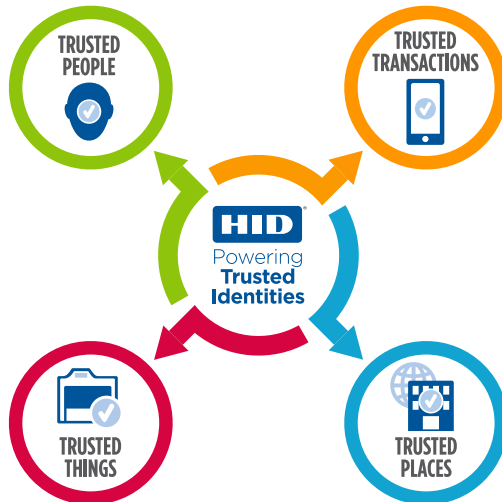 TRUSTED
PEOPLE
TRUSTED
TRANSACTIONS
HID
Powering
Trusted
Identities
TRUSTED
THINGS
TRUSTED
PLACES